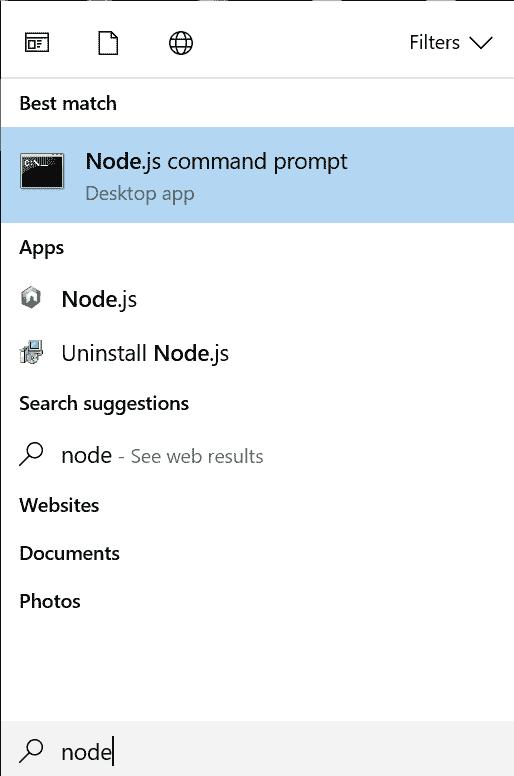 Filters
Best match
Node.js command prompt
Desktop app
Apps
Node.js
Uninstall Node.js
Search suggestions
node - See web results
Websites
Documents
Photos
node